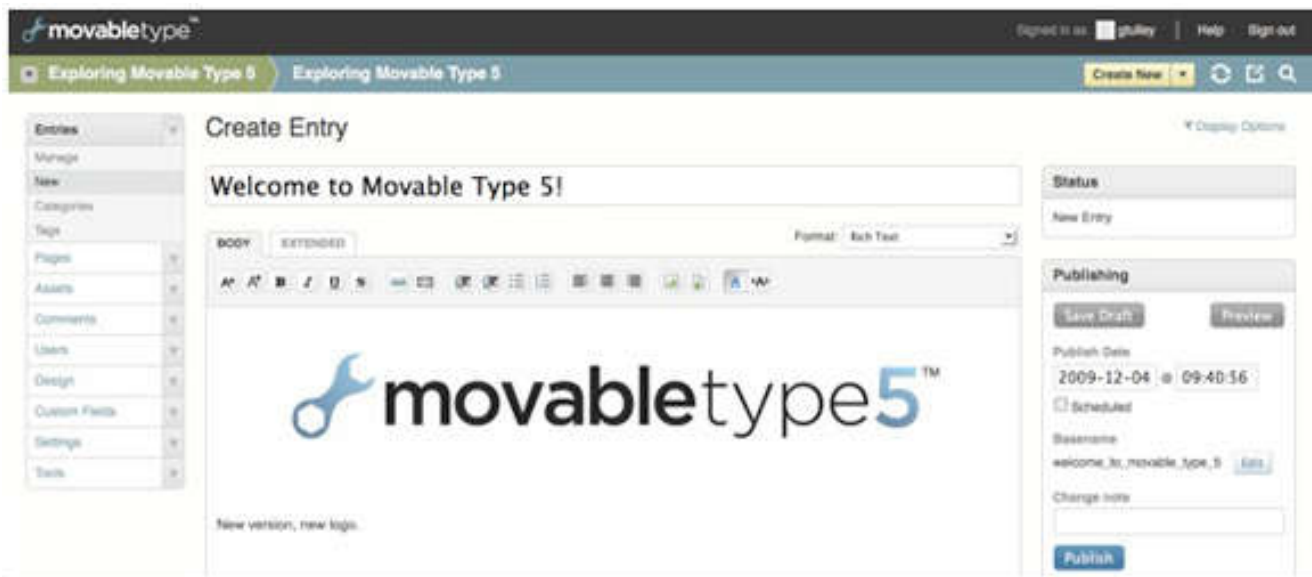 movabletype™
Signed in as gtulley | Help Sign out
Exploring Movable Type 5 Exploring Movable Type 5
Create New
Entries
Manage
New
Categories
Tags
Pages
Assets
Comments
Users
Design
Custom Fields
Settings
Tools
Create Entry
Display Options
Welcome to Movable Type 5!
BODY EXTENDED
Format: Rich Text
movabletype5™
New version, new logo.
Status
New Entry
Publishing
Save Draft Preview
Publish Date
2009-12-04 @ 09:40:56
Scheduled
Basename
welcome_to_movable_type_5 Edit
Change note
Publish